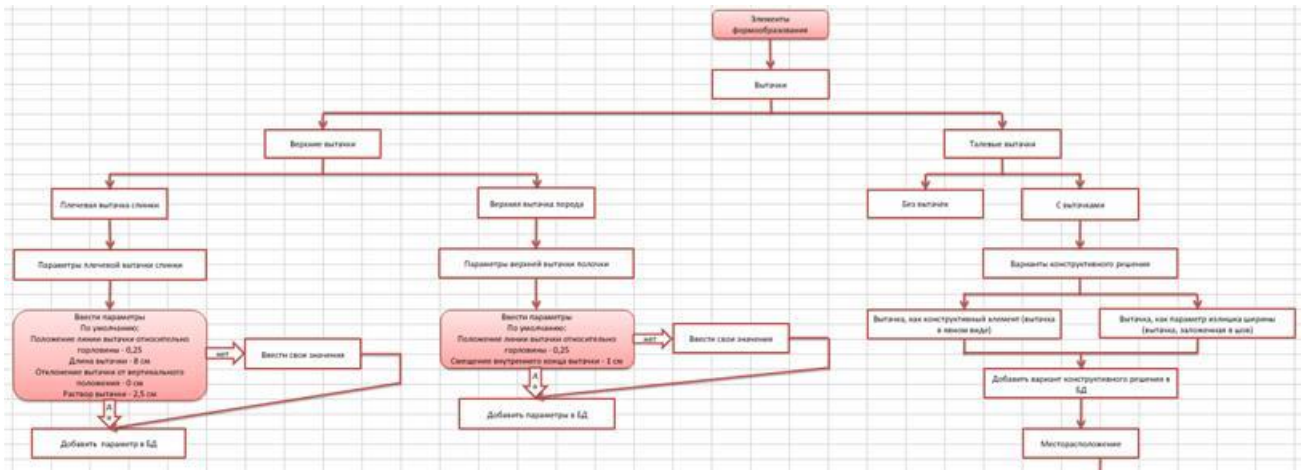 Элементы
формообразования
Вытачки
Верхние вытачки
Талевые вытачки
Плечевая вытачка спинки
Верхняя вытачка переда
Без вытачек
С вытачками
Параметры плечевой вытачки спинки
Параметры верхней вытачки полочки
Варианты конструктивного решения
Ввести параметры
По умолчанию:
Положение линии вытачки относительно
горловины - 0,25
Длина вытачки - 8 см
Отклонение вытачки от вертикального
положения - 0 см
Раствор вытачки - 2,5 см
нет
Ввести свои значения
да
Добавить параметр в БД
Ввести параметры
По умолчанию:
Положение линии вытачки относительно
горловины - 0,25
Смещение внутреннего конца вытачки - 1 см
нет
Ввести свои значения
да
Добавить параметры в БД
Вытачка, как конструктивный элемент (вытачка
в явном виде)
Вытачка, как параметр излишка ширины
(вытачка, заложенная в шов)
Добавить вариант конструктивного решения в
БД
Месторасположение